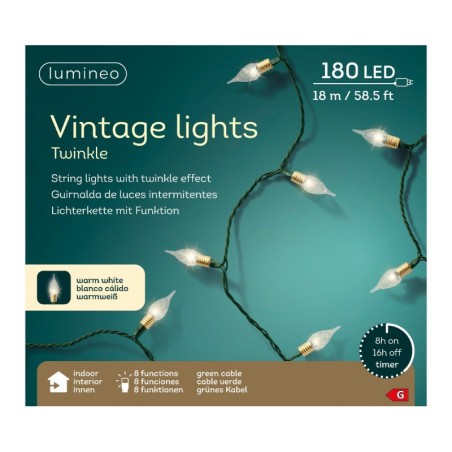 lumineo
180 LED
18 m / 58.5 ft
Vintage lights
Twinkle
String lights with twinkle effect
Guirnalda de luces intermitentes
Lichterkette mit Funktion
warm white
blanco cálido
warmweiß
8h on
16h off
timer
indoor
interior
innen
8 functions
8 funciones
8 funktionen
green cable
cable verde
grünes Kabel
G